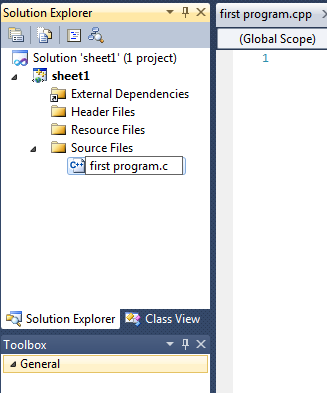 Solution Explorer
Solution 'sheet1' (1 project)
sheet1
External Dependencies
Header Files
Resource Files
Source Files
C++ first program.c
Solution Explorer Class View
Toolbox
General
first program.cpp
(Global Scope)
1